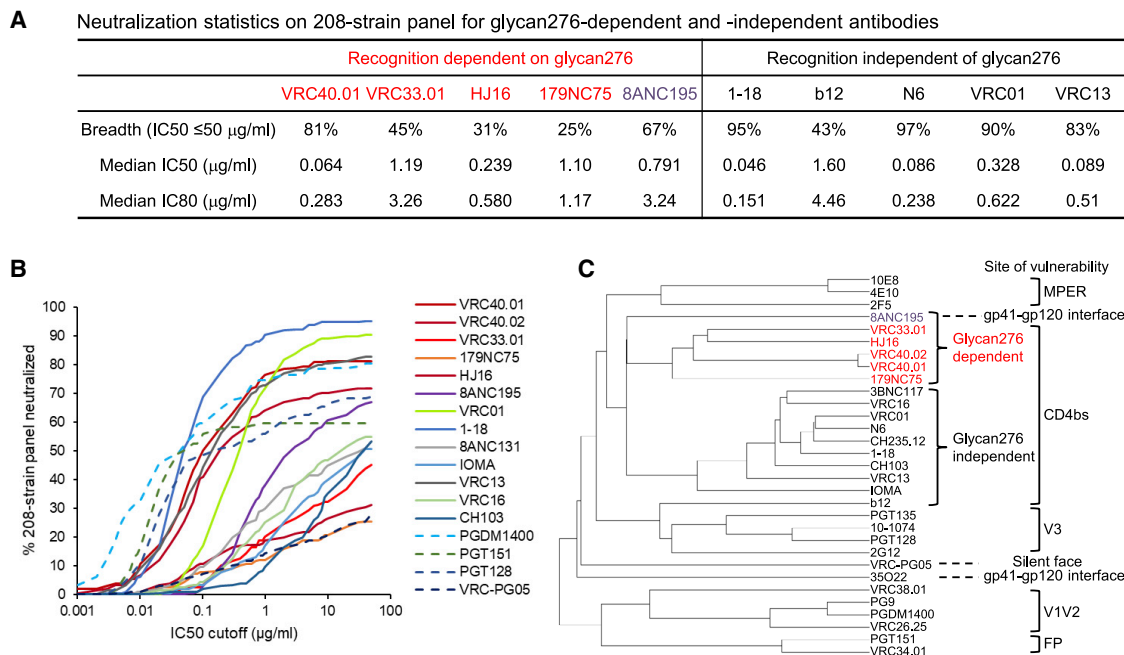 A
Neutralization statistics on 208-strain panel for glycan276-dependent and -independent antibodies
Recognition dependent on glycan276 Recognition independent of glycan276
VRC40.01 VRC33.01 HJ16 179NC75 8ANC195 1-18 b12 N6 VRC01 VRC13
Breadth (IC50 ≤50 μg/ml) 81% 45% 31% 25% 67% 95% 43% 97% 90% 83%
Median IC50 (μg/ml) 0.064 1.19 0.239 1.10 0.791 0.046 1.60 0.086 0.328 0.089
Median IC80 (μg/ml) 0.283 3.26 0.580 1.17 3.24 0.151 4.46 0.238 0.622 0.51
B
% 208-strain panel neutralized
100
90
80
70
60
50
40
30
20
10
0
0.001 0.01 0.1 1 10 100
IC50 cutoff (μg/ml)
VRC40.01
VRC40.02
VRC33.01
179NC75
HJ16
8ANC195
VRC01
1-18
8ANC131
IOMA
VRC13
VRC16
CH103
PGDM1400
PGT151
PGT128
VRC-PG05
C
Site of vulnerability
10E8
4E10
2F5
MPER
8ANC195
gp41-gp120 interface
VRC33.01
HJ16
VRC40.02
VRC40.01
179NC75
Glycan276
dependent
3BNC117
VRC16
VRC01
N6
CH235.12
1-18
CH103
VRC13
IOMA
b12
Glycan276
independent
CD4bs
PGT135
10-1074
PGT128
2G12
V3
VRC-PG05
Silent face
35O22
gp41-gp120 interface
VRC38.01
PG9
PGDM1400
VRC26.25
V1V2
PGT151
VRC34.01
FP